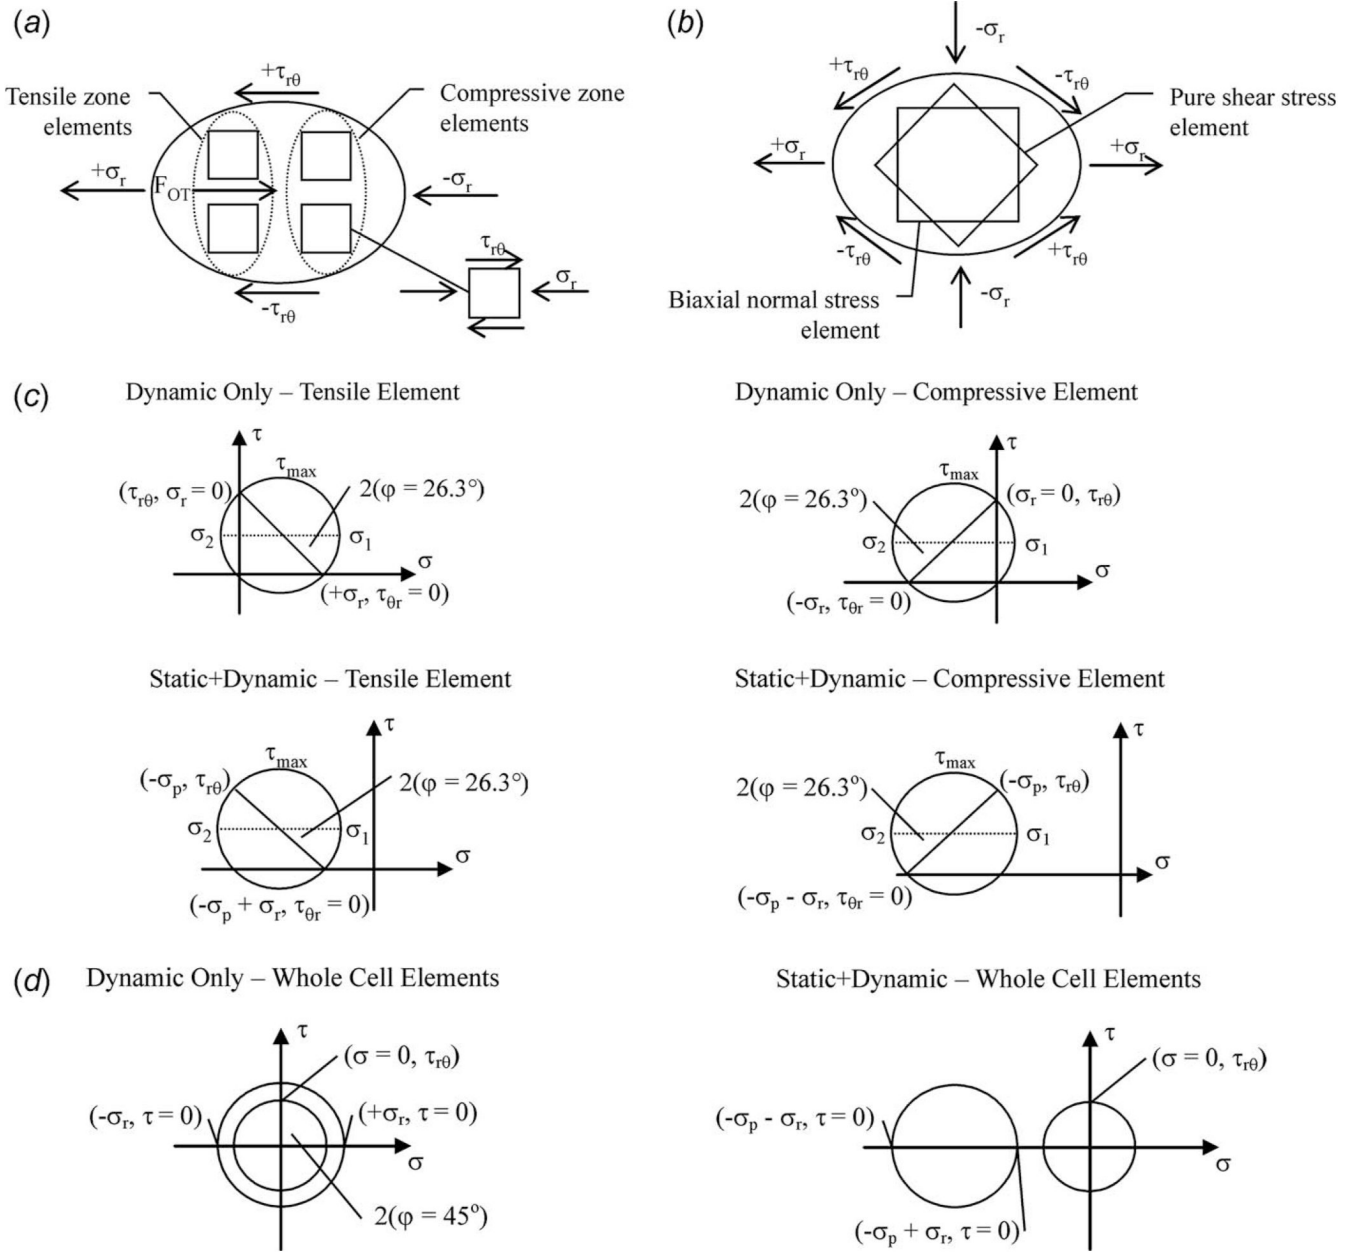 (a)
+τrθ
Tensile zone
elements
Compressive zone
elements
+σr
FOT
-σr
τrθ
σr
-τrθ
(b)
-σr
+τrθ
-τrθ
Pure shear stress
element
+σr
+σr
-τrθ
+τrθ
Biaxial normal stress
element
-σr
(c)
Dynamic Only – Tensile Element
τ
τmax
(τrθ, σr = 0)
2(φ = 26.3°)
σ2
σ1
σ
(+σr, τθr = 0)
Dynamic Only – Compressive Element
τ
τmax
2(φ = 26.3°)
(σr = 0, τrθ)
σ2
σ1
σ
(-σr, τθr = 0)
Static+Dynamic – Tensile Element
τ
τmax
(-σp, τrθ)
2(φ = 26.3°)
σ2
σ1
σ
(-σp + σr, τθr = 0)
Static+Dynamic – Compressive Element
τ
τmax
2(φ = 26.3°)
(-σp, τrθ)
σ2
σ1
σ
(-σp - σr, τθr = 0)
(d)
Dynamic Only – Whole Cell Elements
τ
(σ = 0, τrθ)
(-σr, τ = 0)
(+σr, τ = 0)
σ
2(φ = 45°)
Static+Dynamic – Whole Cell Elements
τ
(σ = 0, τrθ)
(-σp - σr, τ = 0)
σ
(-σp + σr, τ = 0)